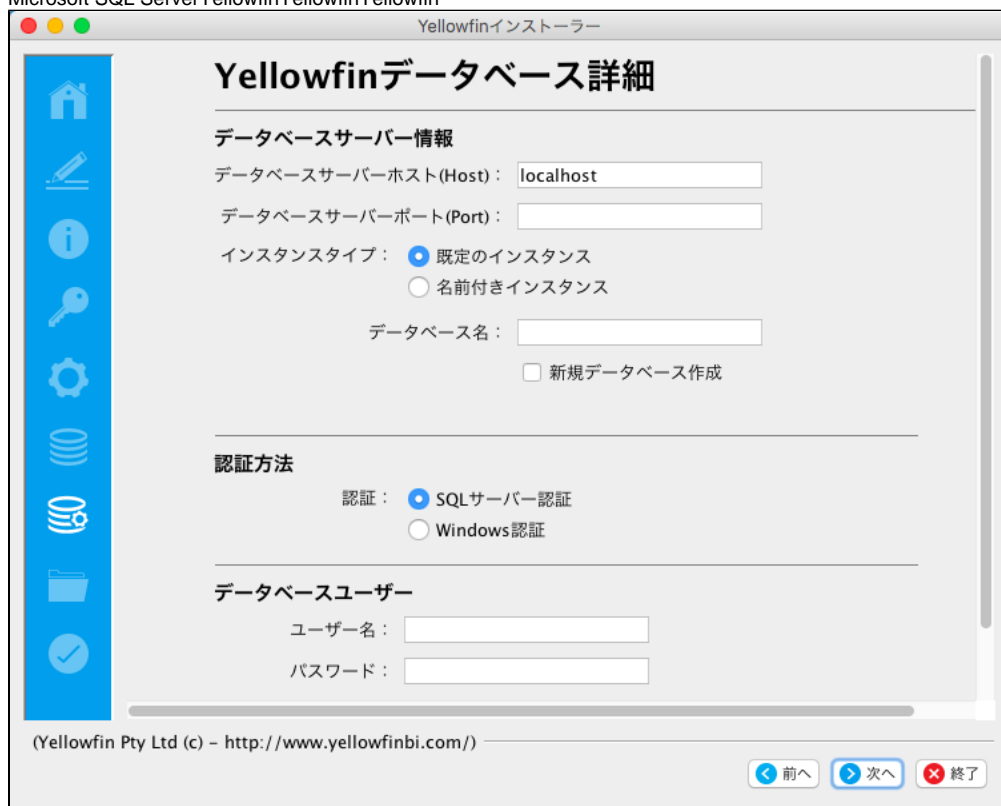 Microsoft SQL ServerYellowfinYellowfinYellowfin
Yellowfinインストーラー
Yellowfinデータベース詳細
データベースサーバー情報
データベースサーバーホスト(Host)： localhost
データベースサーバーポート(Port)：
インスタンスタイプ： 既定のインスタンス
名前付きインスタンス
データベース名：
新規データベース作成
認証方法
認証： SQLサーバー認証
Windows認証
データベースユーザー
ユーザー名：
パスワード：
(Yellowfin Pty Ltd (c) – http://www.yellowfinbi.com/)
前へ 次へ 終了